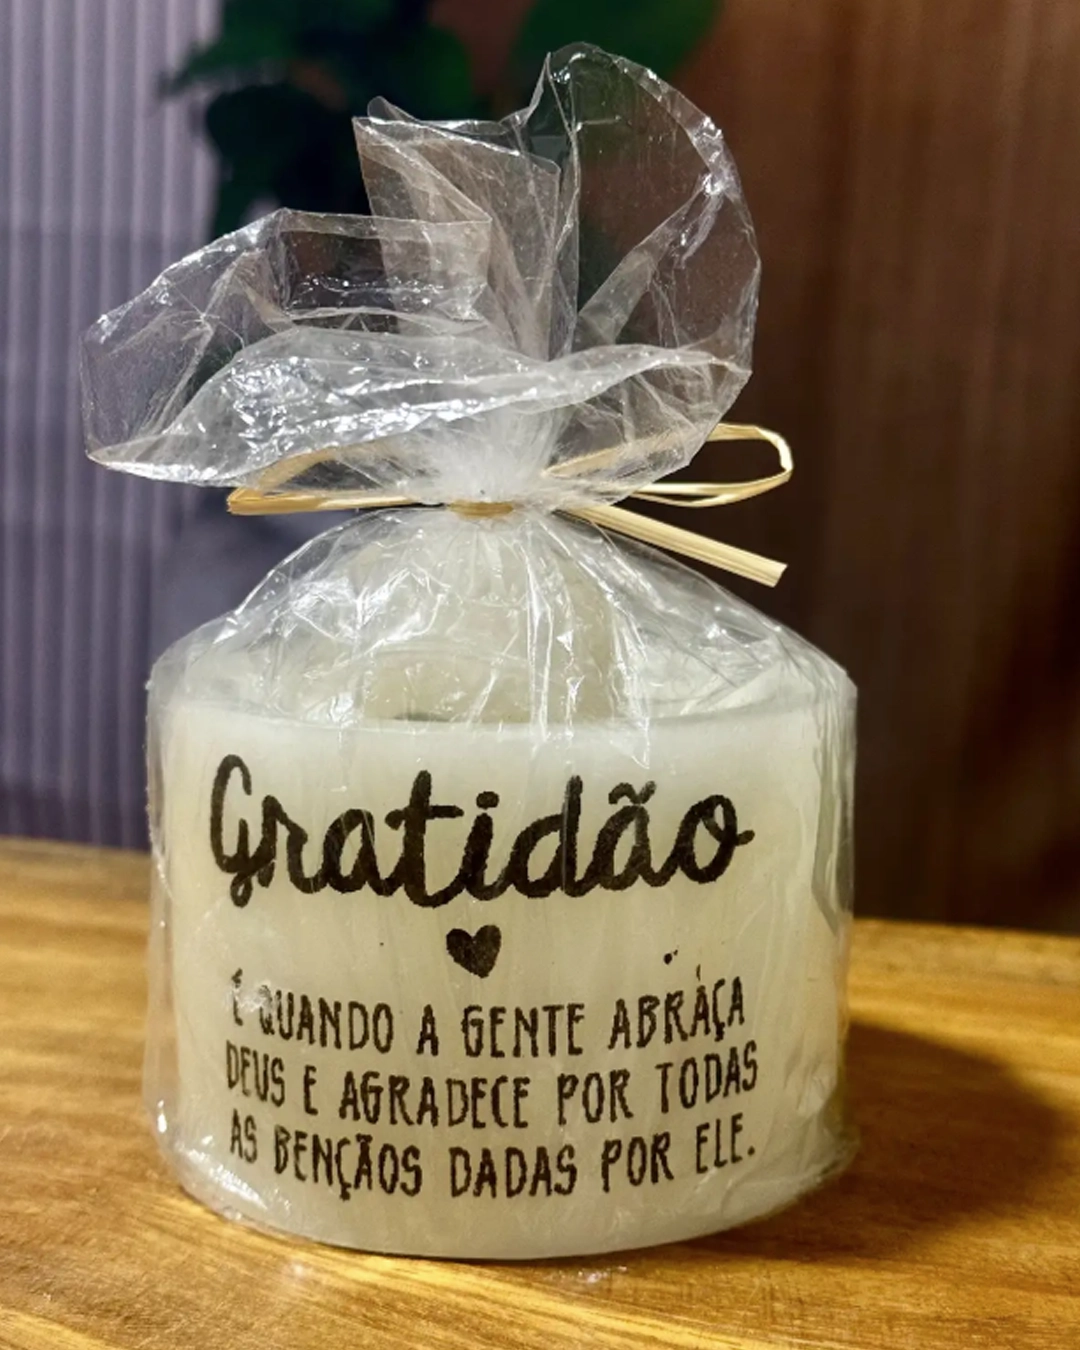 Gratidão
É QUANDO A GENTE ABRAÇA
DEUS E AGRADECE POR TODAS
AS BENÇÃOS DADAS POR ELE.